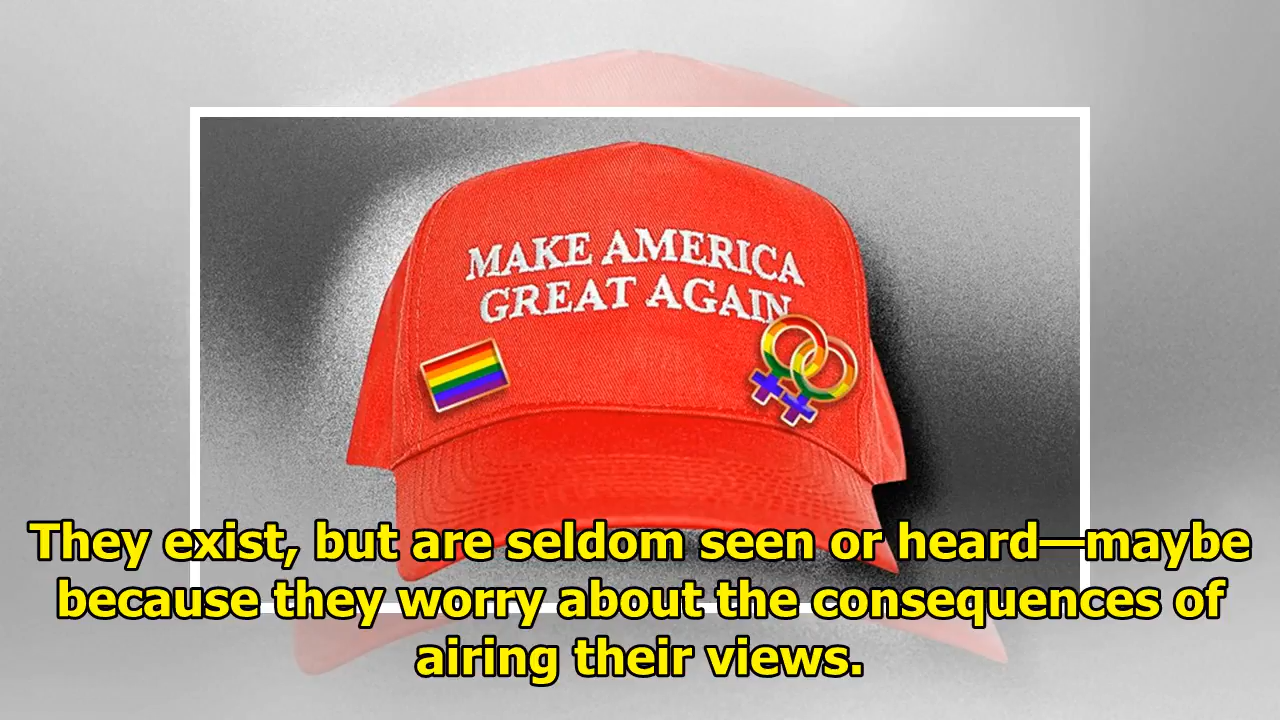 MAKE AMERICA
GREAT AGAIN
They exist, but are seldom seen or heard—maybe
because they worry about the consequences of
airing their views.